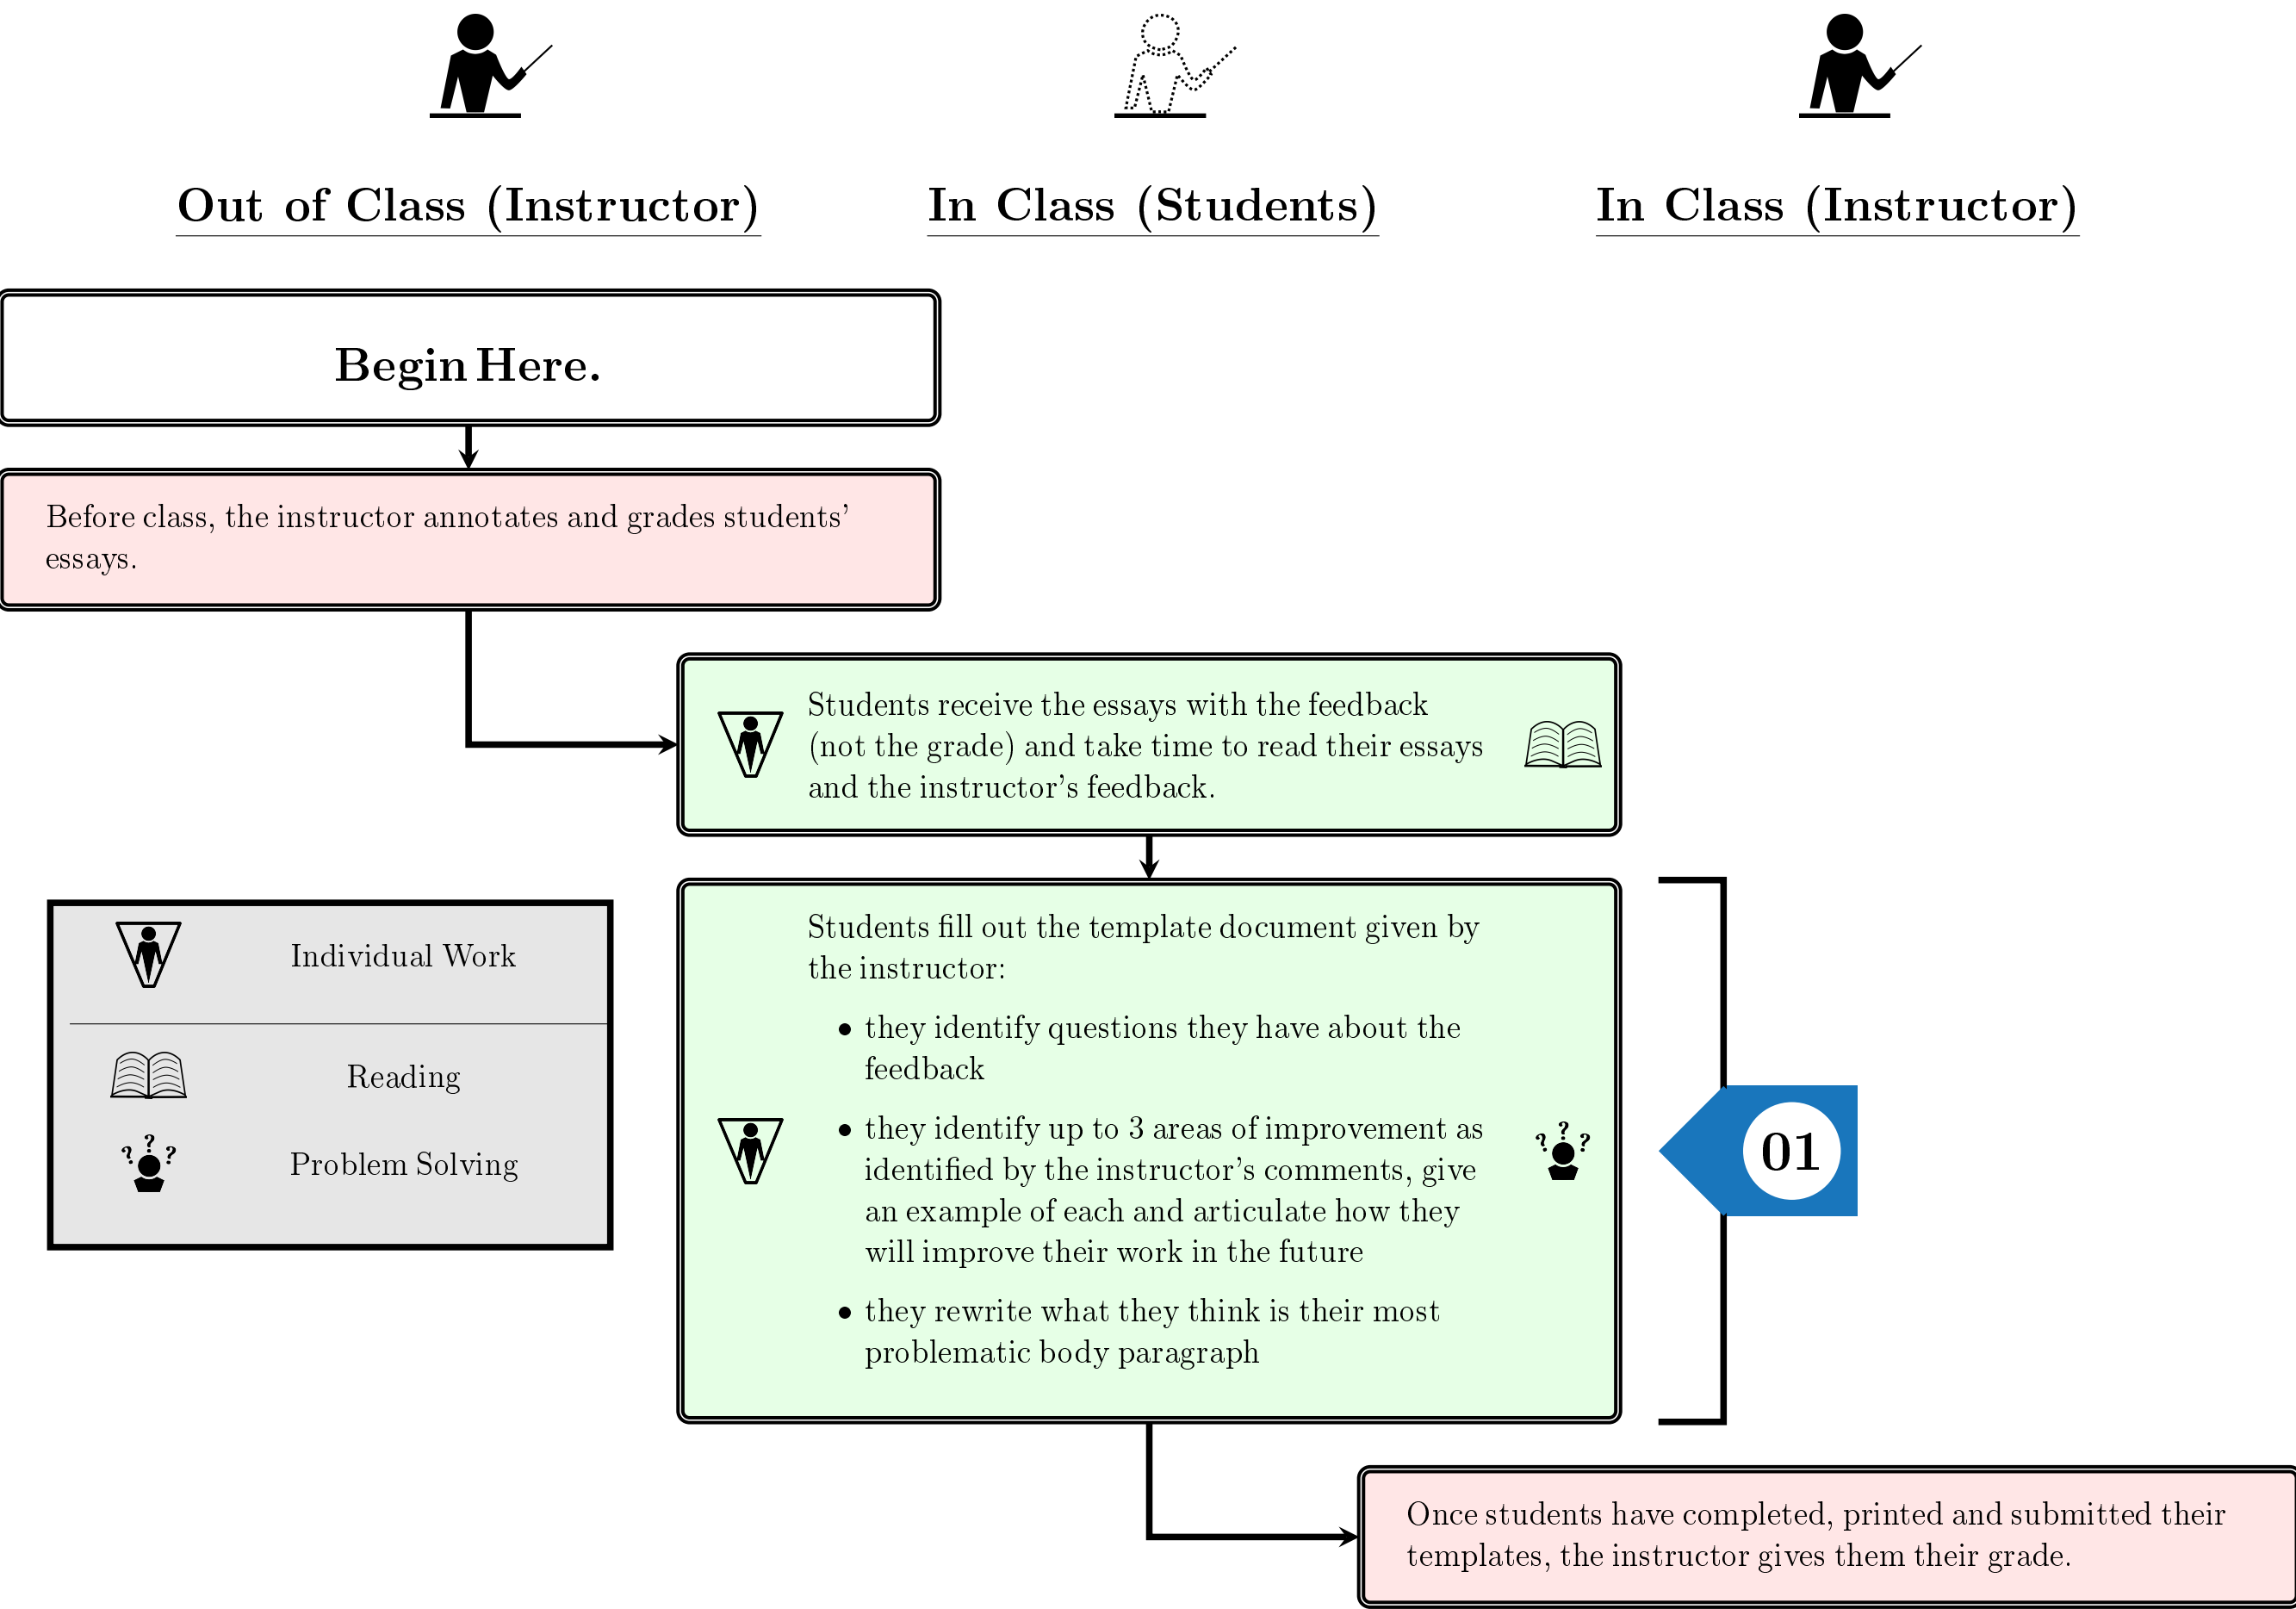 Out of Class (Instructor)
In Class (Students)
In Class (Instructor)
Begin Here.
Before class, the instructor annotates and grades students'
essays.
Students receive the essays with the feedback
(not the grade) and take time to read their essays
and the instructor's feedback.
Individual Work
Reading
Problem Solving
Students fill out the template document given by
the instructor:
• they identify questions they have about the
feedback
• they identify up to 3 areas of improvement as
identified by the instructor's comments, give
an example of each and articulate how they
will improve their work in the future
• they rewrite what they think is their most
problematic body paragraph
01
Once students have completed, printed and submitted their
templates, the instructor gives them their grade.